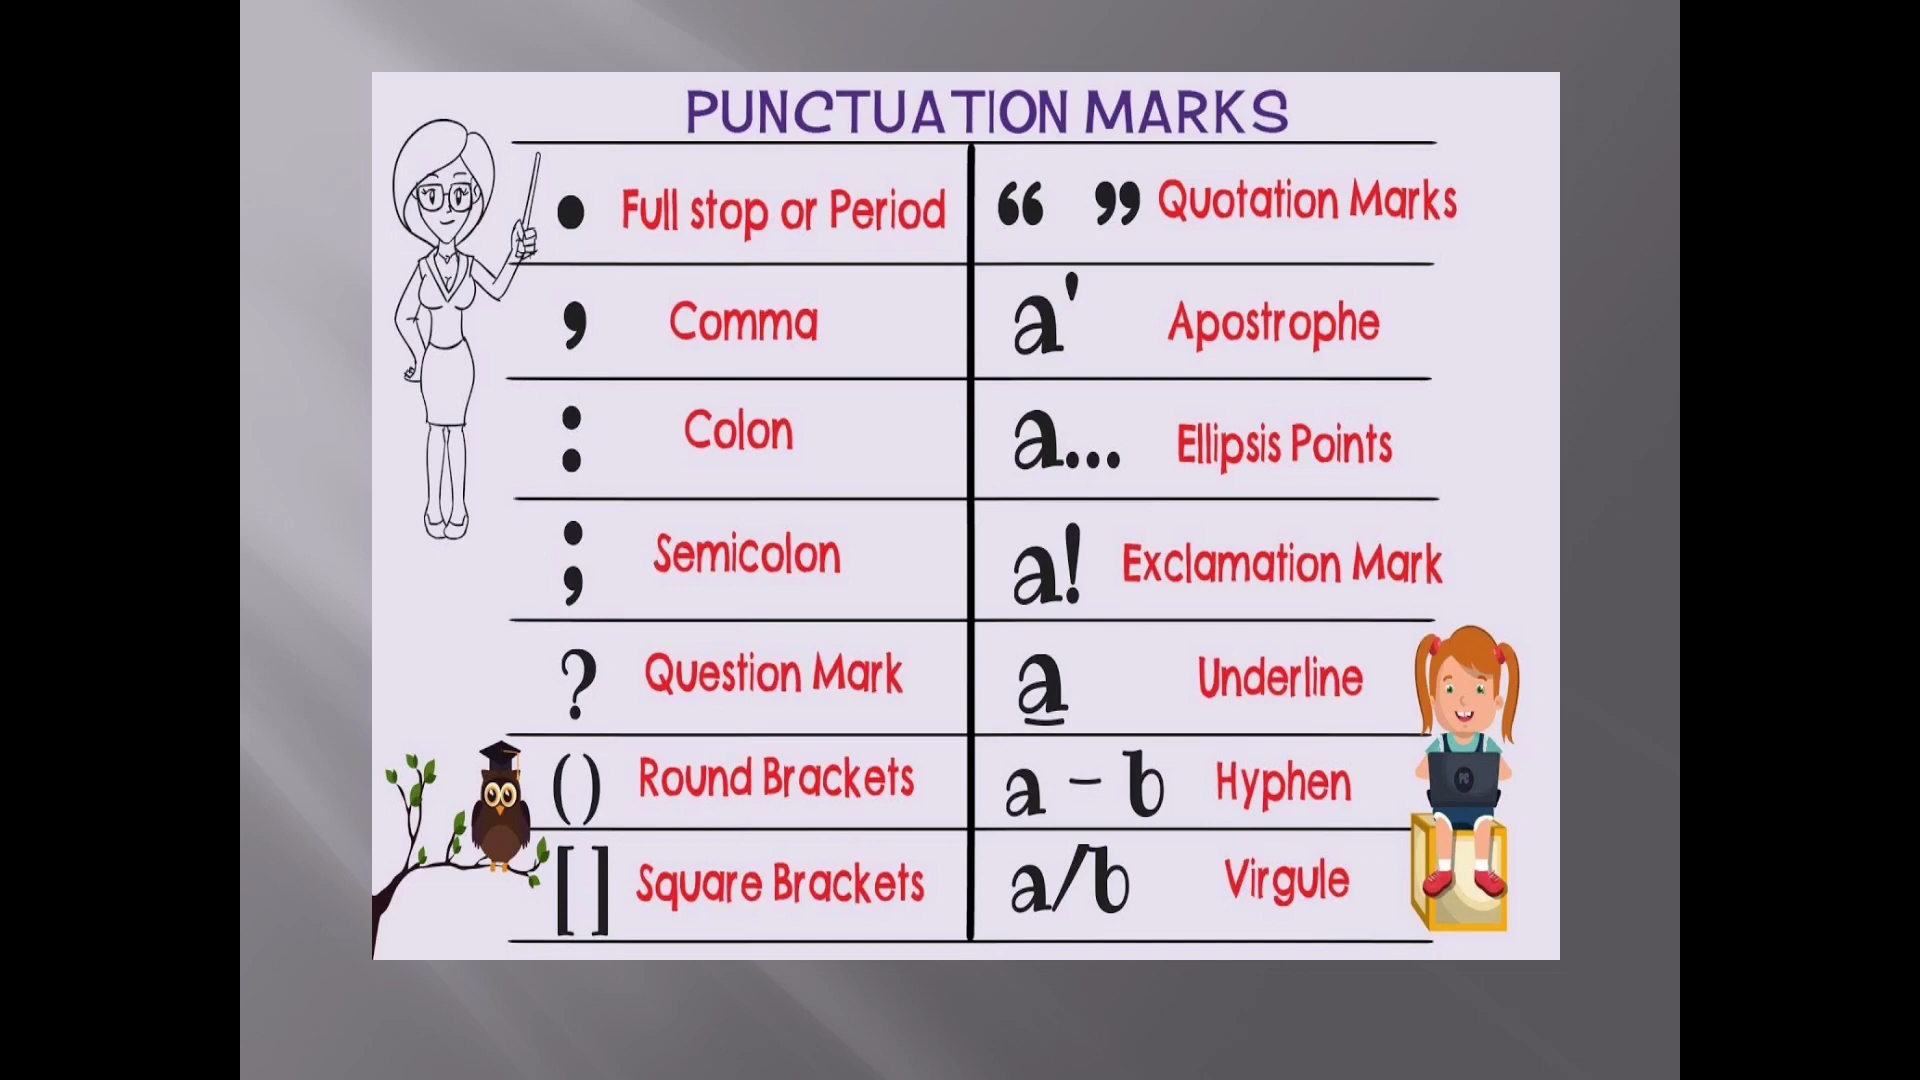 PUNCTUATION MARKS
. Full stop or Period
, Comma
: Colon
; Semicolon
? Question Mark
() Round Brackets
[ ] Square Brackets
“ ” Quotation Marks
a' Apostrophe
a... Ellipsis Points
a! Exclamation Mark
a Underline
a - b Hyphen
a/b Virgule
PG